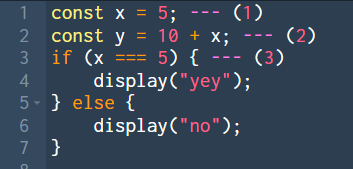 1 const x = 5; --- (1)
2 const y = 10 + x; --- (2)
3 if (x === 5) { --- (3)
4     display("yey");
5 } else {
6     display("no");
7 }